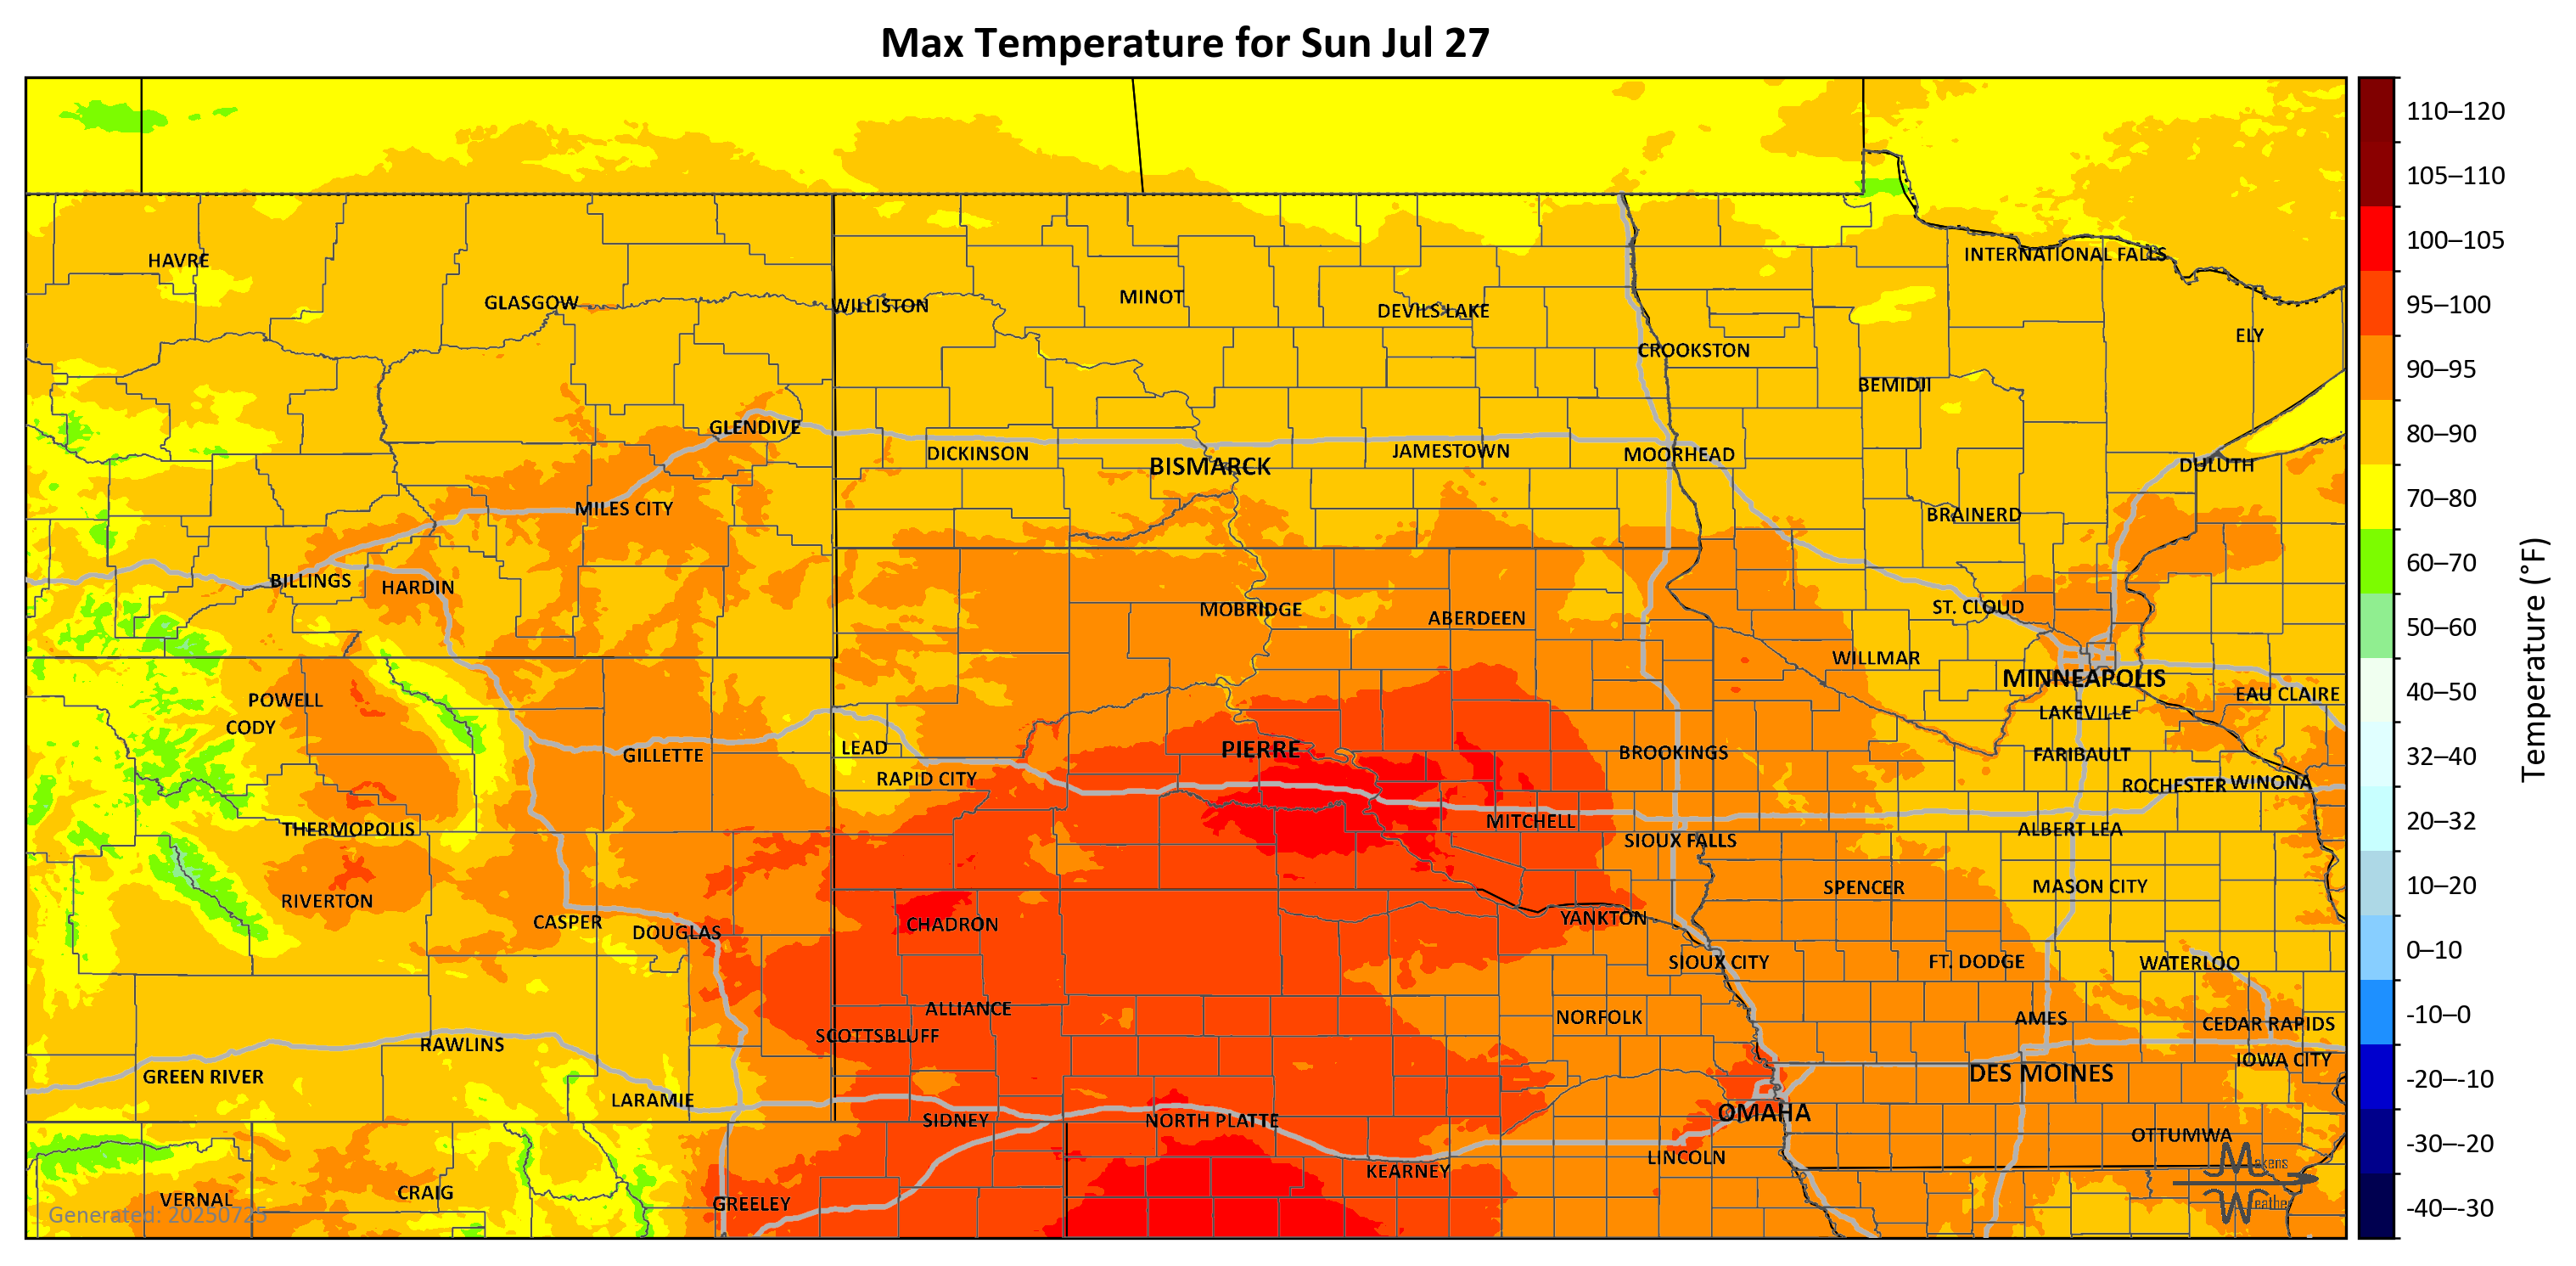 Max Temperature for Sun Jul 27
110–120
105–110
100–105
95–100
90–95
80–90
70–80
60–70
50–60
40–50
32–40
20–32
10–20
0–10
-10–0
-20–-10
-30–-20
-40–-30
Temperature (°F)
HAVRE
GLASGOW
WILLISTON
MINOT
DEVILS LAKE
INTERNATIONAL FALLS
ELY
CROOKSTON
BEMIDJI
GLENDIVE
DICKINSON
BISMARCK
JAMESTOWN
MOORHEAD
DULUTH
MILES CITY
BRAINERD
BILLINGS
HARDIN
MOBRIDGE
ABERDEEN
ST. CLOUD
WILLMAR
MINNEAPOLIS
POWELL
CODY
EAU CLAIRE
LAKEVILLE
GILLETTE
LEAD
PIERRE
BROOKINGS
FARIBAULT
RAPID CITY
ROCHESTER
WINONA
THERMOPOLIS
MITCHELL
SIOUX FALLS
ALBERT LEA
RIVERTON
SPENCER
MASON CITY
CASPER
DOUGLAS
CHADRON
YANKTON
SIOUX CITY
FT. DODGE
WATERLOO
ALLIANCE
NORFOLK
AMES
CEDAR RAPIDS
SCOTTSBLUFF
RAWLINS
IOWA CITY
GREEN RIVER
DES MOINES
LARAMIE
SIDNEY
NORTH PLATTE
OMAHA
OTTUMWA
KEARNEY
LINCOLN
VERNAL
CRAIG
GREELEY
Generated: 20250725
Makens
Weather